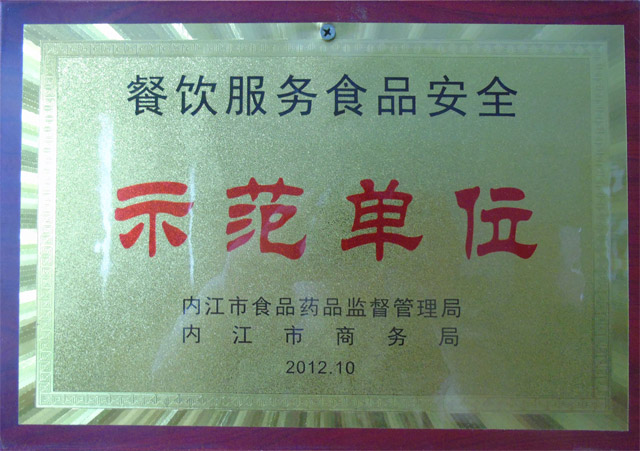 餐饮服务食品安全
示范单位
内江市食品药品监督管理局
内江市商务局
2012.10